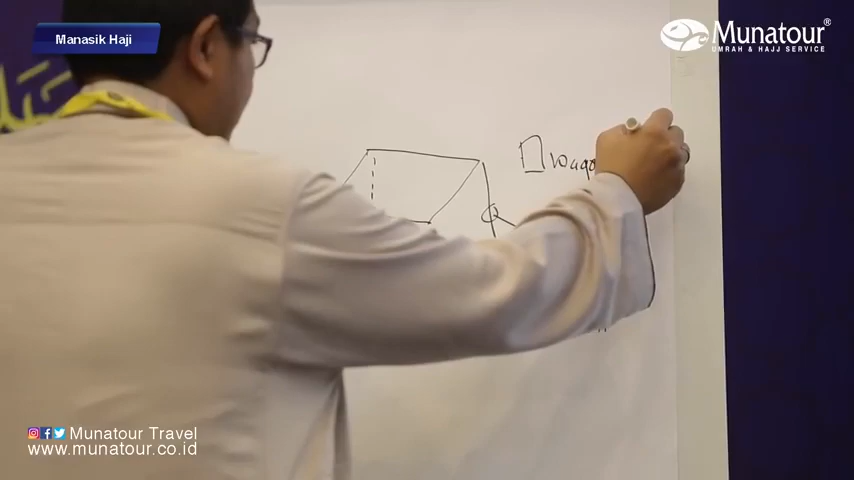 Manasik Haji
Munatour®
UMRAH & HAJJ SERVICE
Munatour Travel
www.munatour.co.id